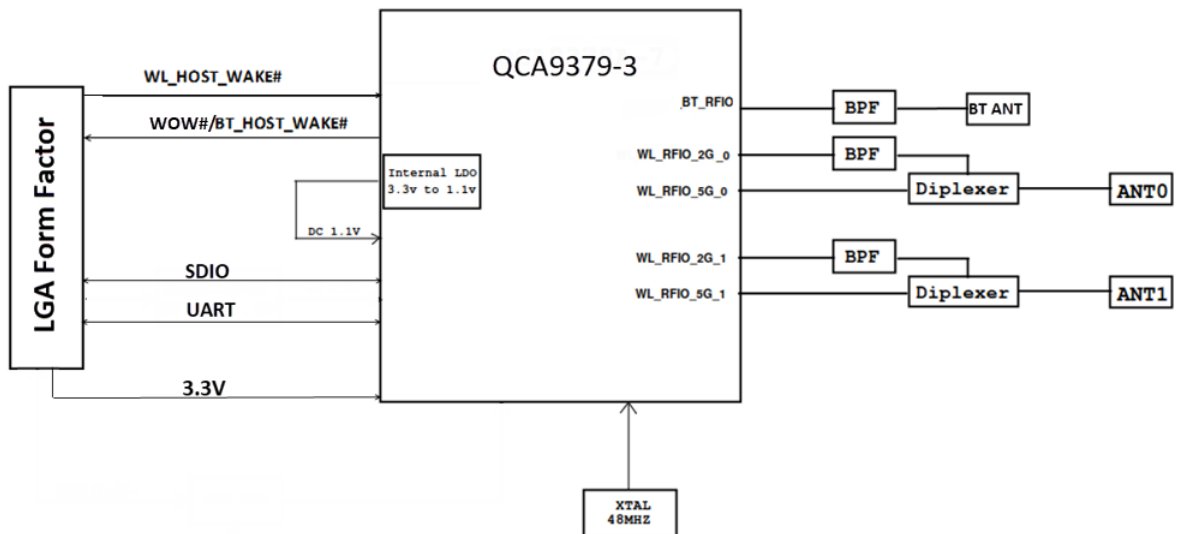 QCA9379-3
LGA Form Factor
WL_HOST_WAKE#
WOW#/BT_HOST_WAKE#
Internal LDO
3.3v to 1.1v
DC 1.1V
SDIO
UART
3.3V
BT_RFIO
BPF
BT ANT
WL_RFIO_2G_0
BPF
WL_RFIO_5G_0
Diplexer
ANT0
WL_RFIO_2G_1
BPF
WL_RFIO_5G_1
Diplexer
ANT1
XTAL
48MHZ